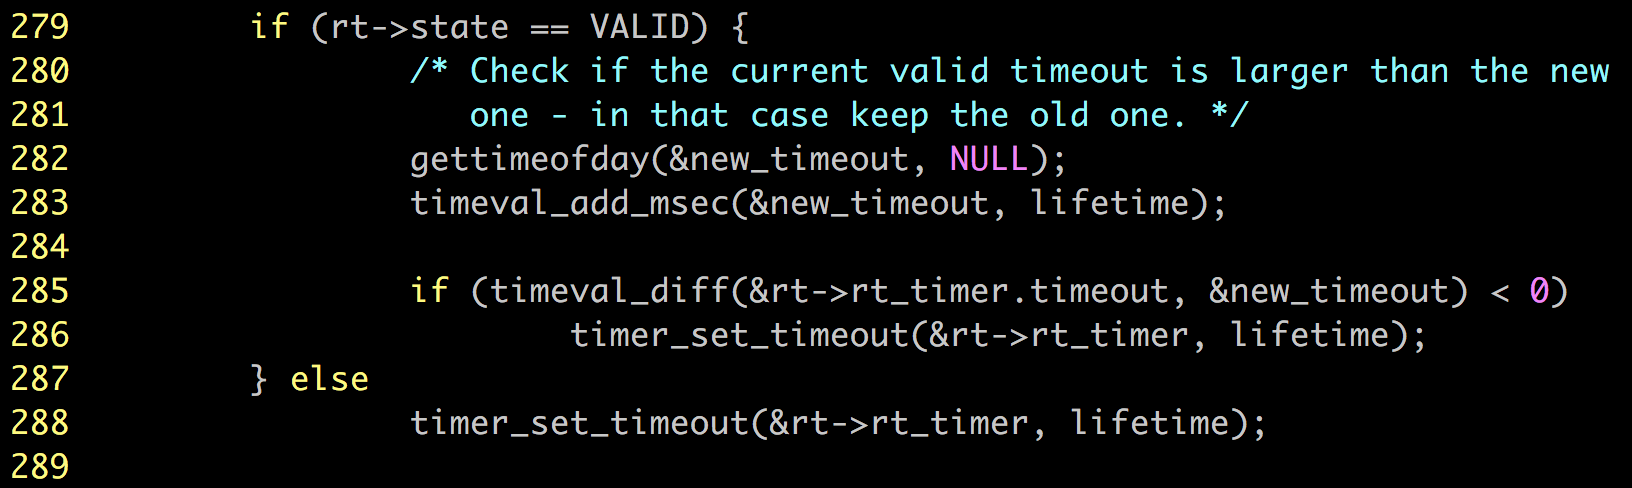 279         if (rt->state == VALID) {
280                 /* Check if the current valid timeout is larger than the new
281                    one - in that case keep the old one. */
282                 gettimeofday(&new_timeout, NULL);
283                 timeval_add_msec(&new_timeout, lifetime);
284
285                 if (timeval_diff(&rt->rt_timer.timeout, &new_timeout) < 0)
286                         timer_set_timeout(&rt->rt_timer, lifetime);
287         } else
288                 timer_set_timeout(&rt->rt_timer, lifetime);
289